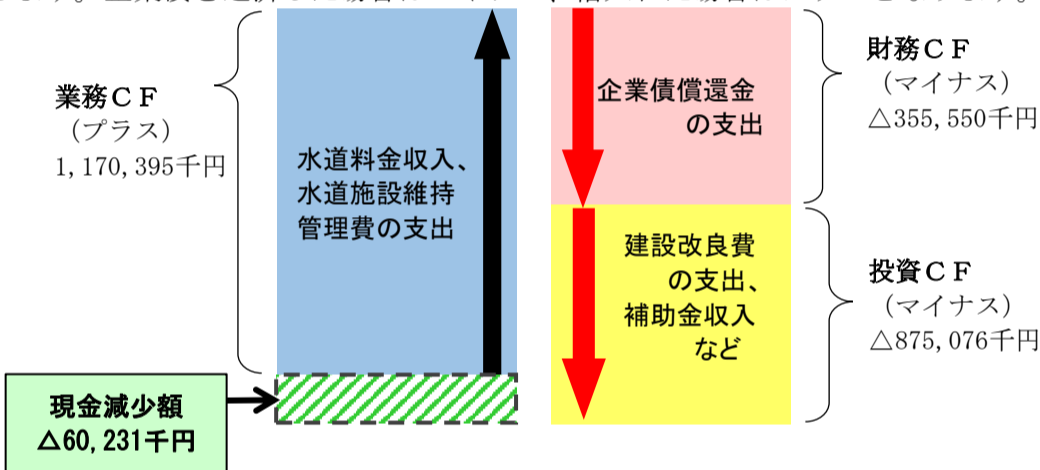 業務ＣＦ
（プラス）
1,170,395千円
水道料金収入、
水道施設維持
管理費の支出
現金減少額
△60,231千円
企業債償還金
の支出
建設改良費
の支出、
補助金収入
など
財務ＣＦ
（マイナス）
△355,550千円
投資ＣＦ
（マイナス）
△875,076千円